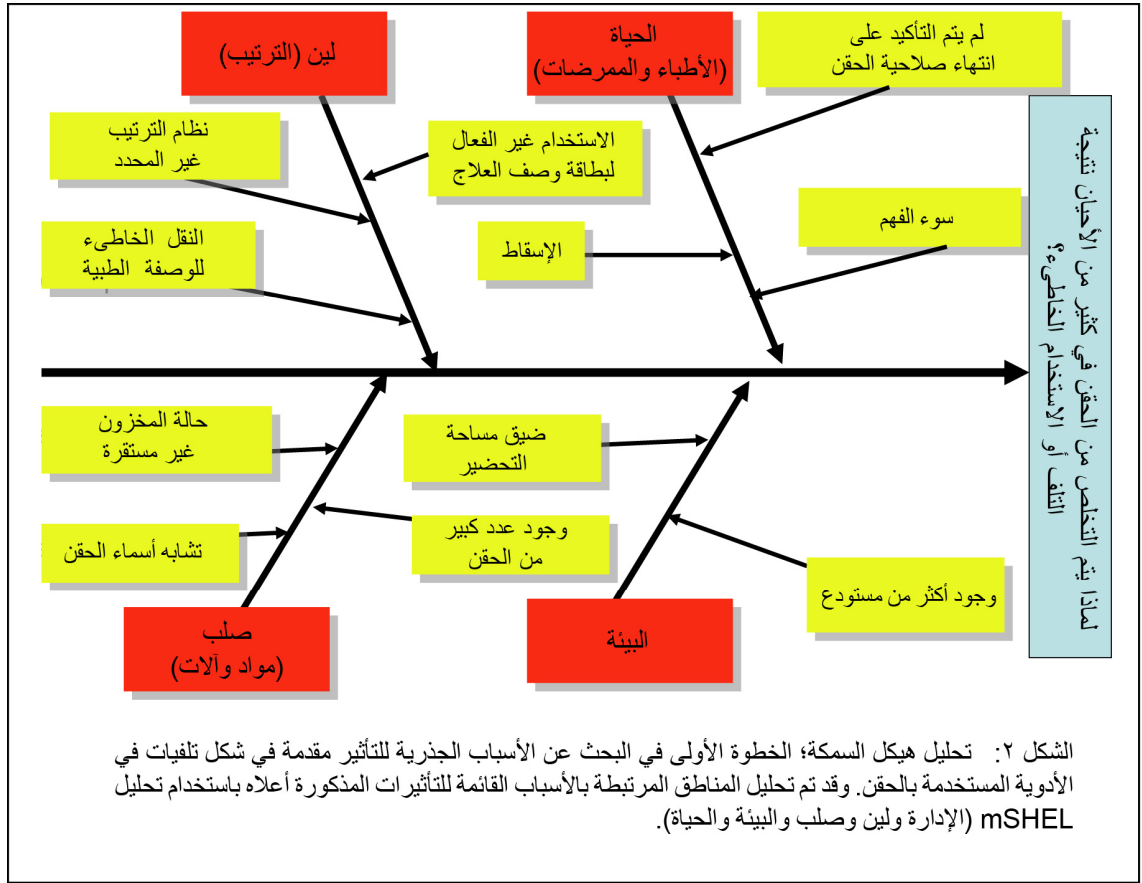 لين (الترتيب)
الحياة
(الأطباء والممرضات)
لم يتم التأكيد على
انتهاء صلاحية الحقن
نظام الترتيب
غير المحدد
الاستخدام غير الفعال
لبطاقة وصف العلاج
سوء الفهم
النقل الخاطىء
للوصفة الطبية
الإسقاط
لماذا يتم التخلص من الحقن في كثير من الأحيان نتيجة
التلف أو الاستخدام الخاطىء؟
حالة المخزون
غير مستقرة
ضيق مساحة
التحضير
تشابه أسماء الحقن
وجود عدد كبير
من الحقن
وجود أكثر من مستودع
صلب
(مواد وآلات)
البيئة
الشكل ٢: تحليل هيكل السمكة؛ الخطوة الأولى في البحث عن الأسباب الجذرية للتأثير مقدمة في شكل تلفيات في
الأدوية المستخدمة بالحقن. وقد تم تحليل المناطق المرتبطة بالأسباب القائمة للتأثيرات المذكورة أعلاه باستخدام تحليل
mSHEL (الإدارة ولين وصلب والبيئة والحياة).